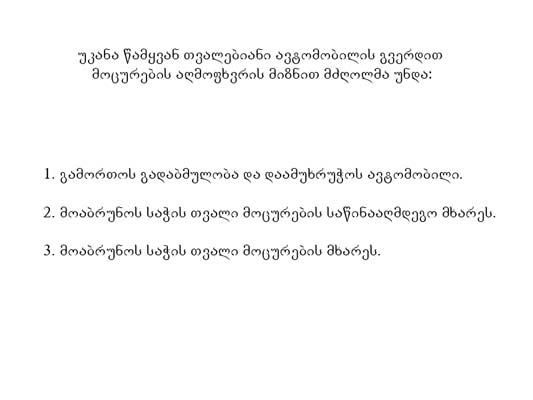 უკანა წამყვან თვალებიანი ავტომობილის გვერდით
მოცურების აღმოფხვრის მიზნით მძღოლმა უნდა:
1. გამორთოს გადაბმულობა და დაამუხრუჭოს ავტომობილი.
2. მოაბრუნოს საჭის თვალი მოცურების საწინააღმდეგო მხარეს.
3. მოაბრუნოს საჭის თვალი მოცურების მხარეს.